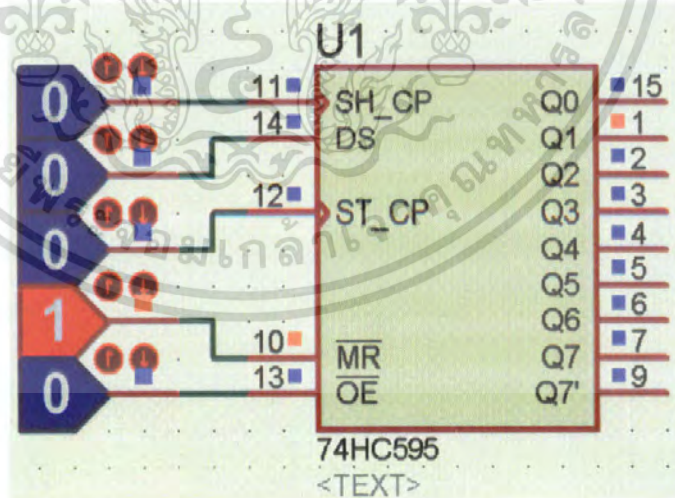 U1
0 11 SH_CP Q0 15
0 14 DS Q1 1
Q2 2
0 12 ST_CP Q3 3
Q4 4
Q5 5
1 Q6 6
10 MR Q7 7
0 13 OE Q7' 9
74HC595
<TEXT>